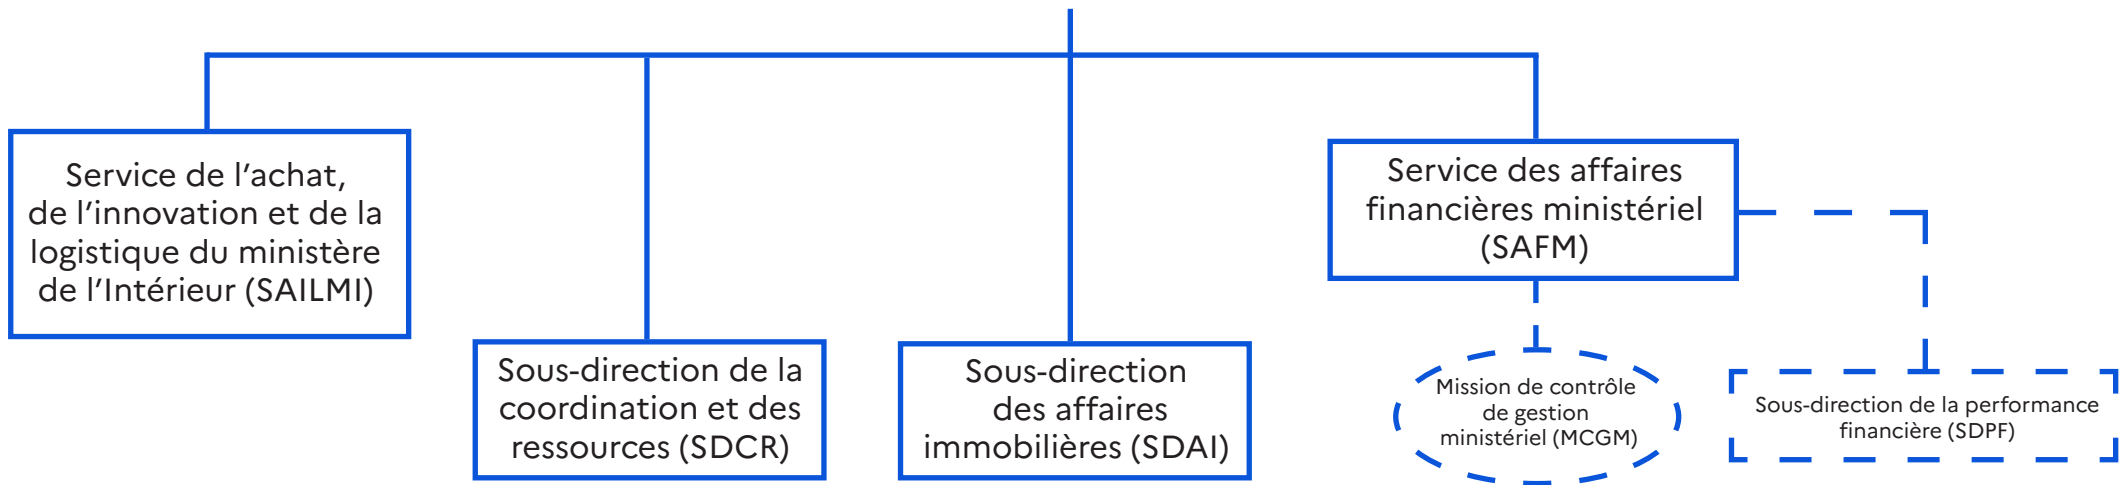 Service de l’achat,
de l’innovation et de la
logistique du ministère
de l’Intérieur (SAILMI)
Sous-direction de la
coordination et des
ressources (SDCR)
Sous-direction
des affaires
immobilières (SDAI)
Service des affaires
financières ministériel
(SAFM)
Mission de contrôle
de gestion
ministériel (MCGM)
Sous-direction de la performance
financière (SDPF)